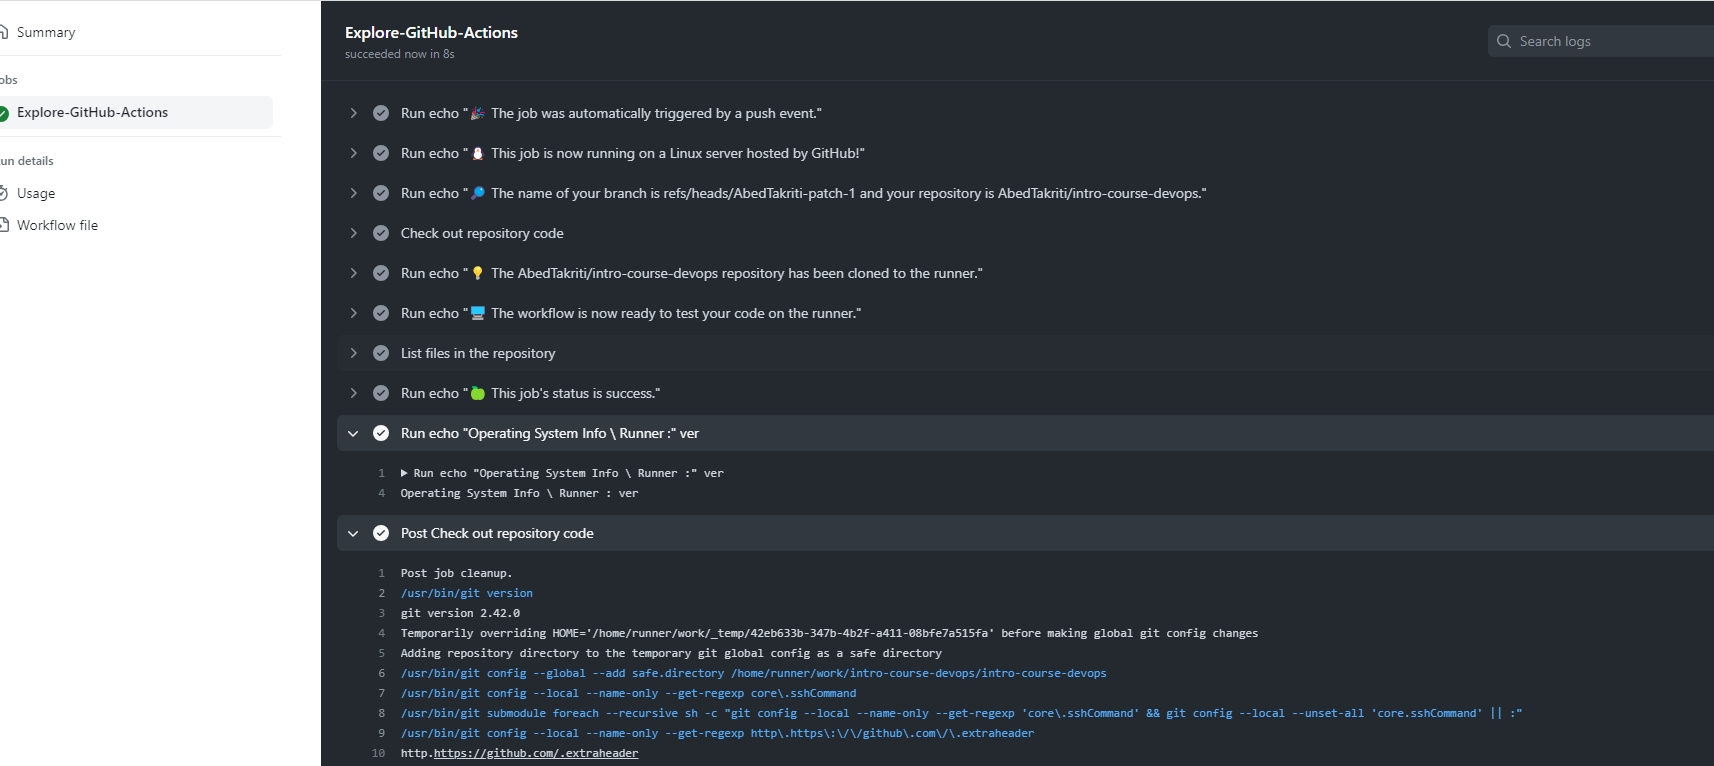 Summary
obs
Explore-GitHub-Actions
un details
Usage
Workflow file
Explore-GitHub-Actions
succeeded now in 8s
Search logs
Run echo "🎉 The job was automatically triggered by a push event."
Run echo "🐧 This job is now running on a Linux server hosted by GitHub!"
Run echo "🔎 The name of your branch is refs/heads/AbedTakriti-patch-1 and your repository is AbedTakriti/intro-course-devops."
Check out repository code
Run echo "💡 The AbedTakriti/intro-course-devops repository has been cloned to the runner."
Run echo "🖥️ The workflow is now ready to test your code on the runner."
List files in the repository
Run echo "🍏 This job's status is success."
Run echo "Operating System Info \ Runner :" ver
1 ▶ Run echo "Operating System Info \ Runner :" ver
4 Operating System Info \ Runner : ver
Post Check out repository code
1 Post job cleanup.
2 /usr/bin/git version
3 git version 2.42.0
4 Temporarily overriding HOME='/home/runner/work/_temp/42eb633b-347b-4b2f-a411-08bfe7a515fa' before making global git config changes
5 Adding repository directory to the temporary git global config as a safe directory
6 /usr/bin/git config --global --add safe.directory /home/runner/work/intro-course-devops/intro-course-devops
7 /usr/bin/git config --local --name-only --get-regexp core\.sshCommand
8 /usr/bin/git submodule foreach --recursive sh -c "git config --local --name-only --get-regexp 'core\.sshCommand' && git config --local --unset-all 'core.sshCommand' || :"
9 /usr/bin/git config --local --name-only --get-regexp http\.https\:\/\/github\.com\/\.extraheader
10 http.https://github.com/.extraheader